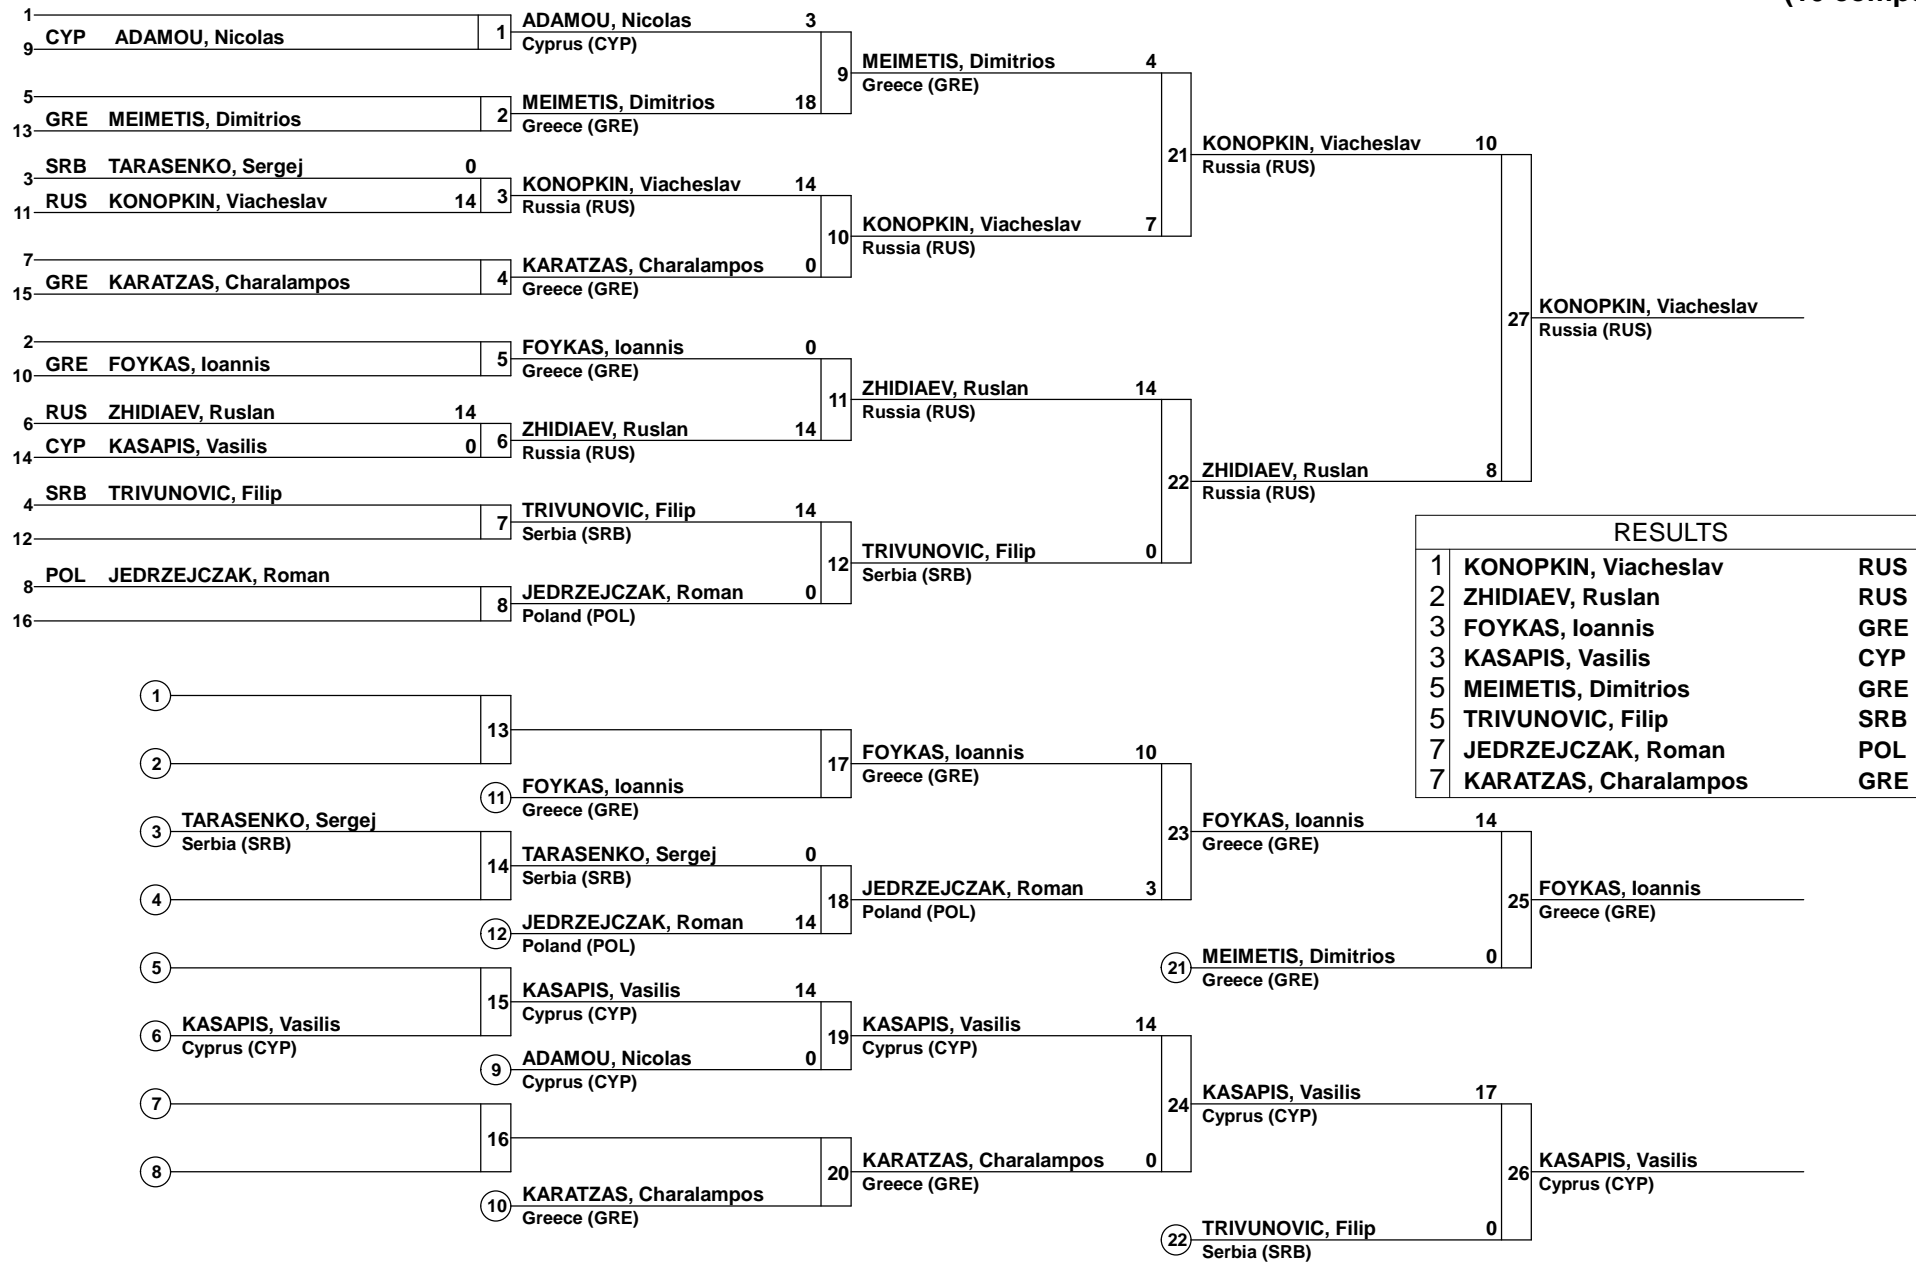 1
CYP ADAMOU, Nicolas
9
1
ADAMOU, Nicolas 3
Cyprus (CYP)
5
GRE MEIMETIS, Dimitrios
13
2
MEIMETIS, Dimitrios 18
Greece (GRE)
9
MEIMETIS, Dimitrios 4
Greece (GRE)
SRB TARASENKO, Sergej 0
3
RUS KONOPKIN, Viacheslav 14
11
3
KONOPKIN, Viacheslav 14
Russia (RUS)
7
GRE KARATZAS, Charalampos
15
4
KARATZAS, Charalampos 0
Greece (GRE)
10
KONOPKIN, Viacheslav 7
Russia (RUS)
21
KONOPKIN, Viacheslav 10
Russia (RUS)
2
GRE FOYKAS, Ioannis
10
5
FOYKAS, Ioannis 0
Greece (GRE)
RUS ZHIDIAEV, Ruslan 14
6
CYP KASAPIS, Vasilis 0
14
6
ZHIDIAEV, Ruslan 14
Russia (RUS)
11
ZHIDIAEV, Ruslan 14
Russia (RUS)
SRB TRIVUNOVIC, Filip
4
12
7
TRIVUNOVIC, Filip 14
Serbia (SRB)
POL JEDRZEJCZAK, Roman
8
16
8
JEDRZEJCZAK, Roman 0
Poland (POL)
12
TRIVUNOVIC, Filip 0
Serbia (SRB)
22
ZHIDIAEV, Ruslan 8
Russia (RUS)
27
KONOPKIN, Viacheslav
Russia (RUS)
RESULTS
1 KONOPKIN, Viacheslav RUS
2 ZHIDIAEV, Ruslan RUS
3 FOYKAS, Ioannis GRE
3 KASAPIS, Vasilis CYP
5 MEIMETIS, Dimitrios GRE
5 TRIVUNOVIC, Filip SRB
7 JEDRZEJCZAK, Roman POL
7 KARATZAS, Charalampos GRE
1
2
13
11
FOYKAS, Ioannis
Greece (GRE)
17
FOYKAS, Ioannis 10
Greece (GRE)
3
TARASENKO, Sergej
Serbia (SRB)
4
14
TARASENKO, Sergej 0
Serbia (SRB)
12
JEDRZEJCZAK, Roman 14
Poland (POL)
18
JEDRZEJCZAK, Roman 3
Poland (POL)
23
FOYKAS, Ioannis 14
Greece (GRE)
21
MEIMETIS, Dimitrios 0
Greece (GRE)
25
FOYKAS, Ioannis
Greece (GRE)
5
6
KASAPIS, Vasilis
Cyprus (CYP)
15
KASAPIS, Vasilis 14
Cyprus (CYP)
9
ADAMOU, Nicolas 0
Cyprus (CYP)
19
KASAPIS, Vasilis 14
Cyprus (CYP)
7
8
16
10
KARATZAS, Charalampos
Greece (GRE)
20
KARATZAS, Charalampos 0
Greece (GRE)
24
KASAPIS, Vasilis 17
Cyprus (CYP)
22
TRIVUNOVIC, Filip 0
Serbia (SRB)
26
KASAPIS, Vasilis
Cyprus (CYP)